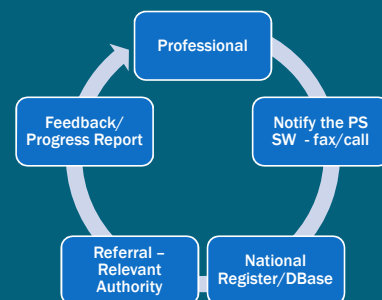 Professional
Notify the PS
SW  - fax/call
National
Register/DBase
Referral –
Relevant
Authority
Feedback/
Progress Report